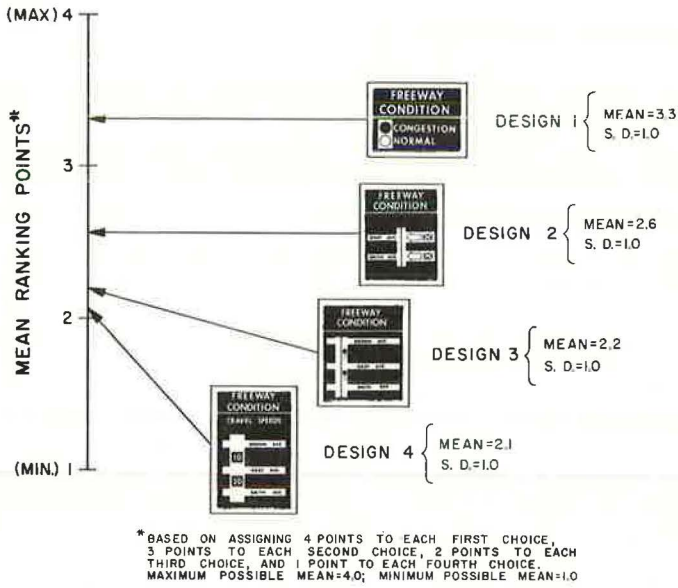 (MAX) 4
3
2
(MIN.) 1
MEAN RANKING POINTS*
FREEWAY
CONDITION
CONGESTION
NORMAL
DESIGN 1
MEAN=3.3
S. D.=1.0
FREEWAY
CONDITION
DESIGN 2
MEAN=2.6
S. D.=1.0
FREEWAY
CONDITION
DESIGN 3
MEAN=2.2
S. D.=1.0
FREEWAY
CONDITION
TRAVEL SPEEDS
DESIGN 4
MEAN=2.1
S. D.=1.0
*BASED ON ASSIGNING 4 POINTS TO EACH FIRST CHOICE,
3 POINTS TO EACH SECOND CHOICE, 2 POINTS TO EACH
THIRD CHOICE, AND 1 POINT TO EACH FOURTH CHOICE.
MAXIMUM POSSIBLE MEAN=4.0; MINIMUM POSSIBLE MEAN=1.0